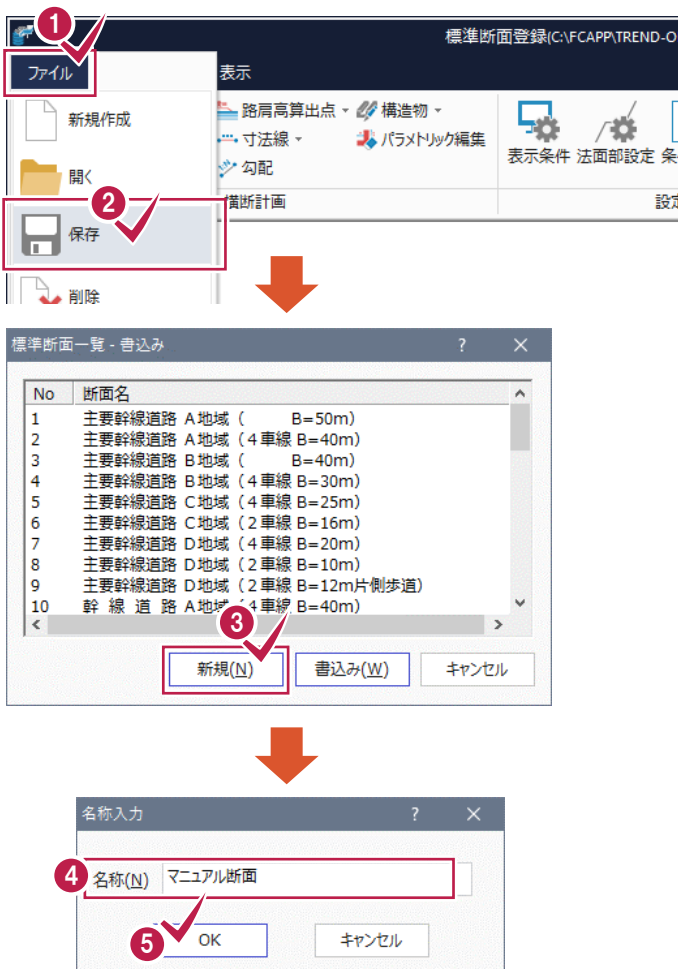 1
標準断面登録(C:\FCAPP\TREND-O
ファイル
表示
新規作成
路肩高算出点
構造物
寸法線
パラメトリック編集
勾配
表示条件
法面部設定
開く
横断計画
2
保存
削除
標準断面一覧 - 書込み
?
No 断面名
1 主要幹線道路 A地域( B=50m)
2 主要幹線道路 A地域(4車線 B=40m)
3 主要幹線道路 B地域( B=40m)
4 主要幹線道路 B地域(4車線 B=30m)
5 主要幹線道路 C地域(4車線 B=25m)
6 主要幹線道路 C地域(2車線 B=16m)
7 主要幹線道路 D地域(4車線 B=20m)
8 主要幹線道路 D地域(2車線 B=10m)
9 主要幹線道路 D地域(2車線 B=12m片側歩道)
10 幹 線 道 路 A地域(4車線 B=40m)
3
新規(N) 書込み(W) キャンセル
名称入力
?
4
名称(N) マニュアル断面
5
OK キャンセル